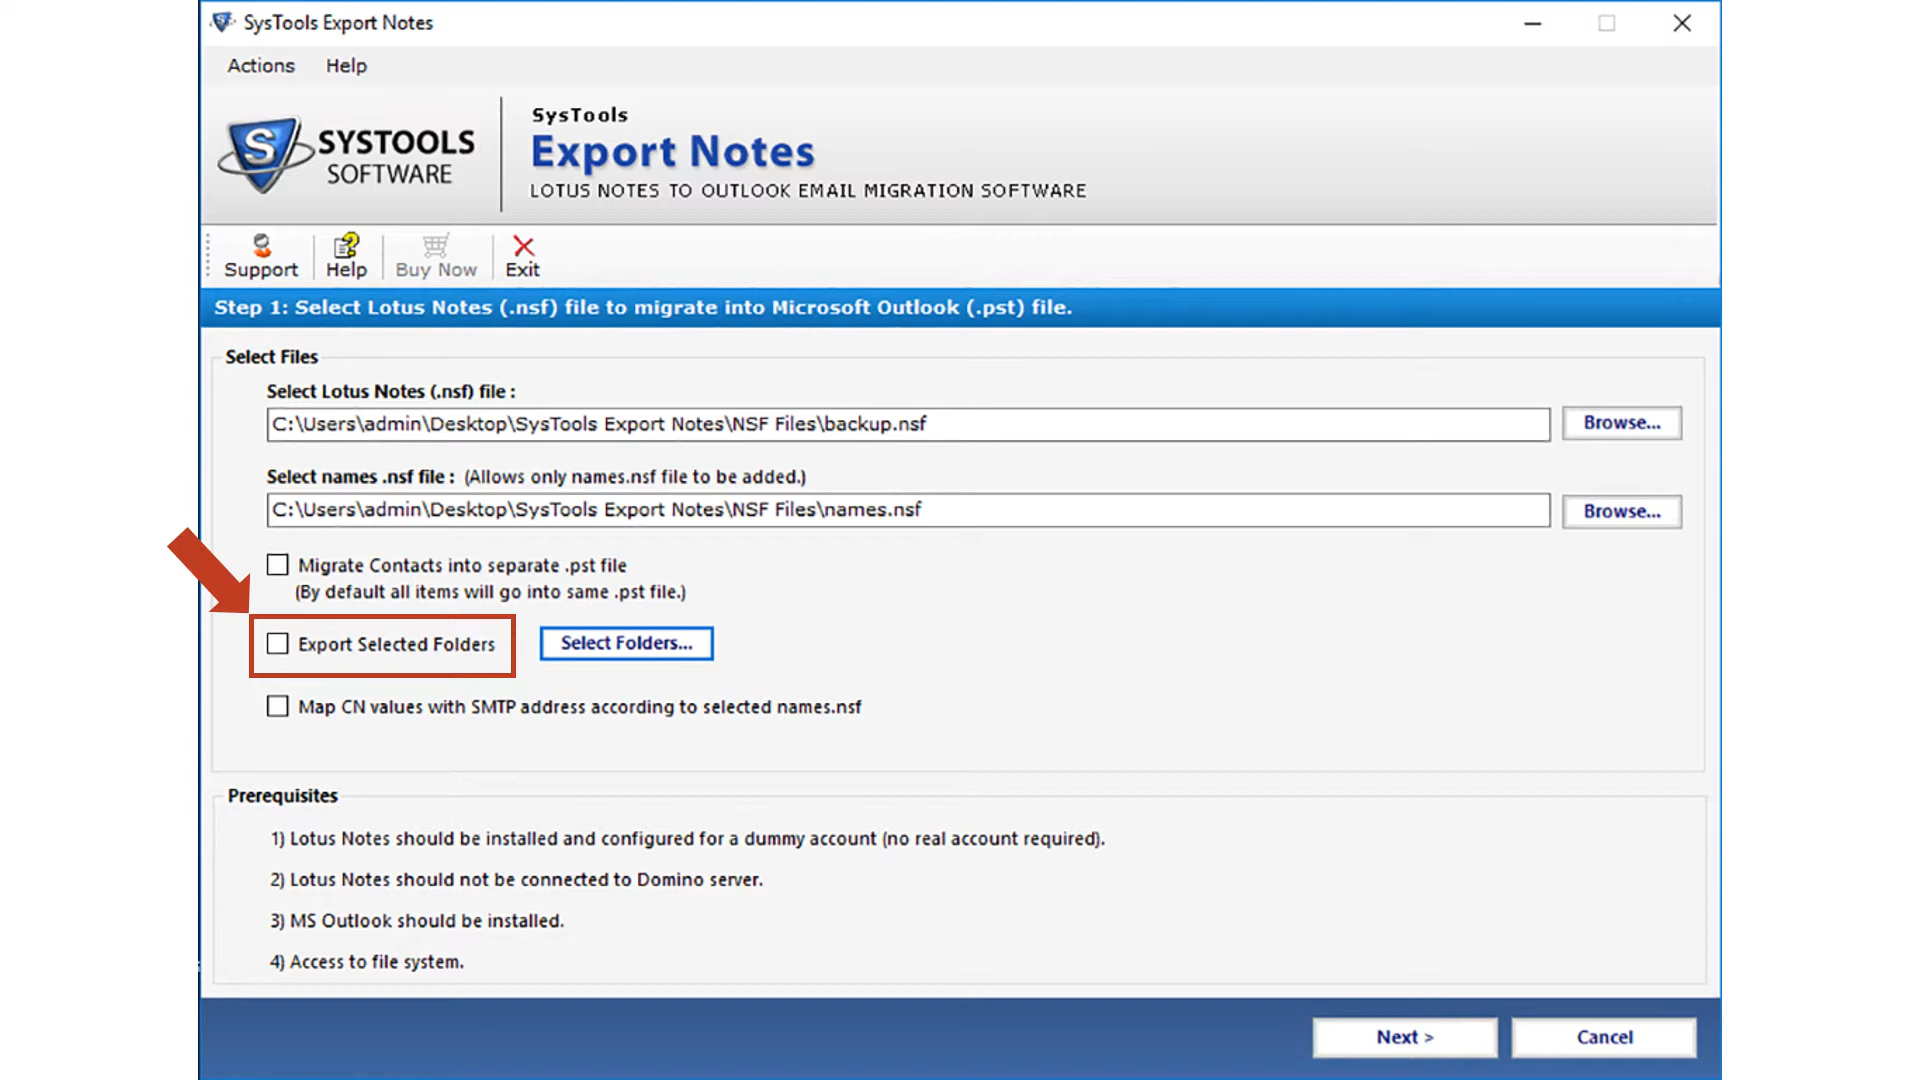 SysTools Export Notes
Actions Help
S SYSTOOLS SOFTWARE
SysTools
Export Notes
LOTUS NOTES TO OUTLOOK EMAIL MIGRATION SOFTWARE
Support Help Buy Now Exit
Step 1: Select Lotus Notes (.nsf) file to migrate into Microsoft Outlook (.pst) file.
Select Files
Select Lotus Notes (.nsf) file :
C:\Users\admin\Desktop\SysTools Export Notes\NSF Files\backup.nsf Browse...
Select names .nsf file : (Allows only names.nsf file to be added.)
C:\Users\admin\Desktop\SysTools Export Notes\NSF Files\names.nsf Browse...
Migrate Contacts into separate .pst file
(By default all items will go into same .pst file.)
Export Selected Folders Select Folders...
Map CN values with SMTP address according to selected names.nsf
Prerequisites
1) Lotus Notes should be installed and configured for a dummy account (no real account required).
2) Lotus Notes should not be connected to Domino server.
3) MS Outlook should be installed.
4) Access to file system.
Next > Cancel